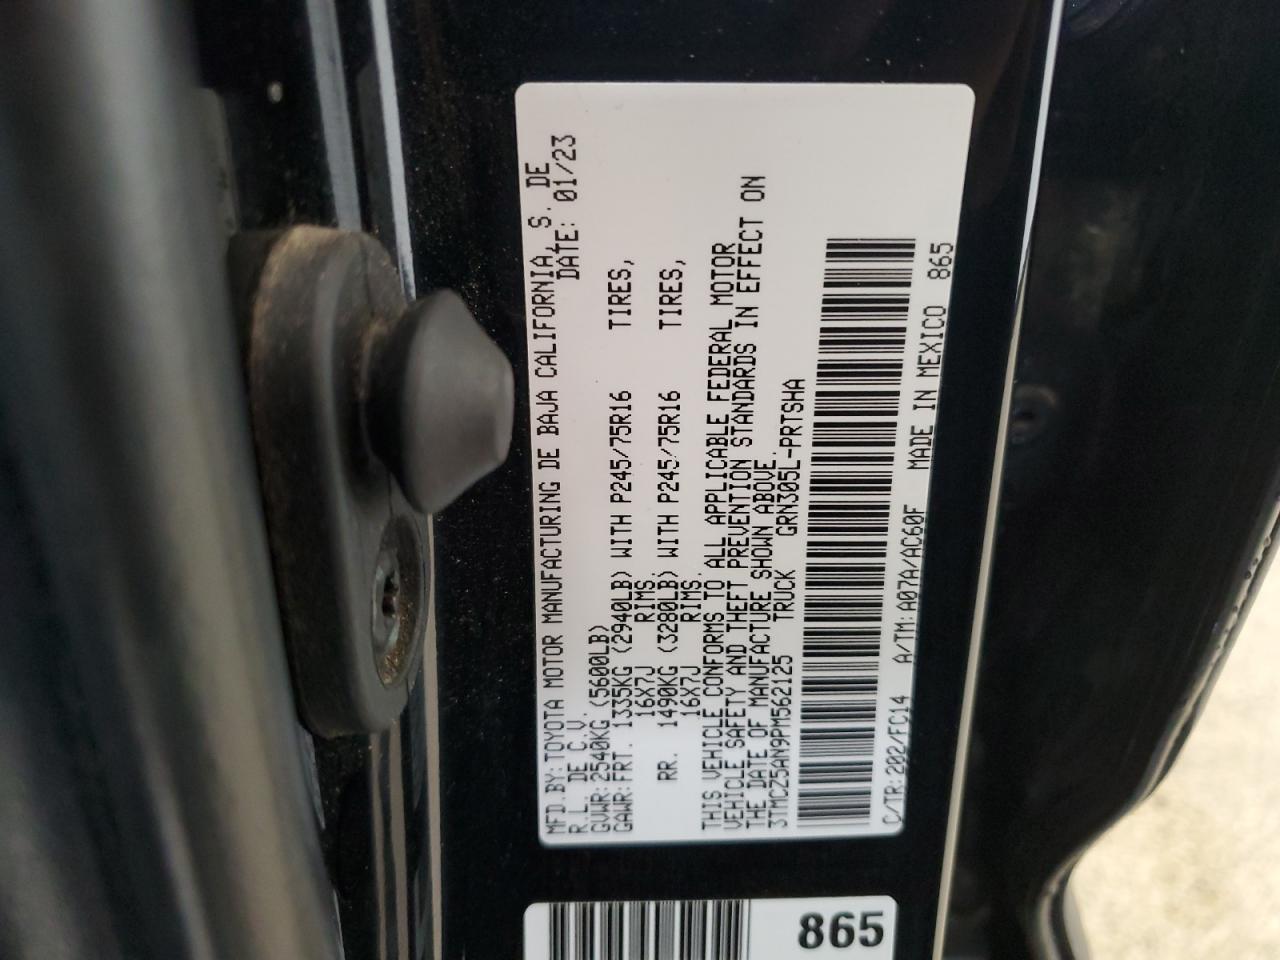 MFD.BY:TOYOTA MOTOR MANUFACTURING DE BAJA CALIFORNIA, S. DE
R.L. DE C.V. DATE: 01/23
GVWR:2540KG (5600LB)
GAWR:FRT. 1335KG (2940LB) WITH P245/75R16 TIRES,
16X7J RIMS.
RR. 1490KG (3280LB) WITH P245/75R16 TIRES,
16X7J RIMS.
THIS VEHICLE CONFORMS TO ALL APPLICABLE FEDERAL MOTOR
VEHICLE SAFETY AND THEFT PREVENTION STANDARDS IN EFFECT ON
THE DATE OF MANUFACTURE SHOWN ABOVE.
3TMCZ5AN9PM562125 TRUCK GRN305L-PRTSHA
C/TR:202/FC14 A/TM:A07A/AC60F MADE IN MEXICO 865
865